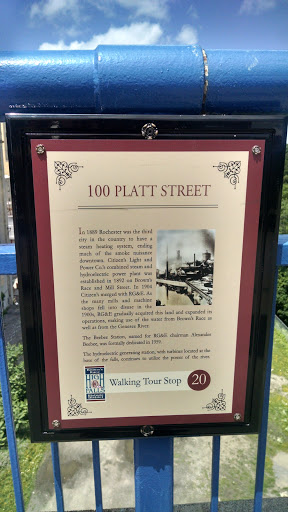 100 PLATT STREET
In 1889 Rochester was the third
city in the country to have a
steam heating system, ending
much of the smoke nuisance
downtown. Citizen's Light and
Power Co.'s combined steam and
hydroelectric power plant was
established in 1892 on Brown's
Race and Mill Street. In 1904
Citizen's merged with RG&E. As
the many mills and machine
shops fell into disuse in the
1900s, RG&E gradually acquired this land and expanded its
operations, making use of the water from Brown's Race as
well as from the Genesee River.
The Beebee Station, named for RG&E chairman Alexander
Beebee, was formally dedicated in 1959.
The hydroelectric generating station, with turbines located at the
base of the falls, continues to utilize the power of the river.
HIGH
FALLS
Walking Tour Stop 20